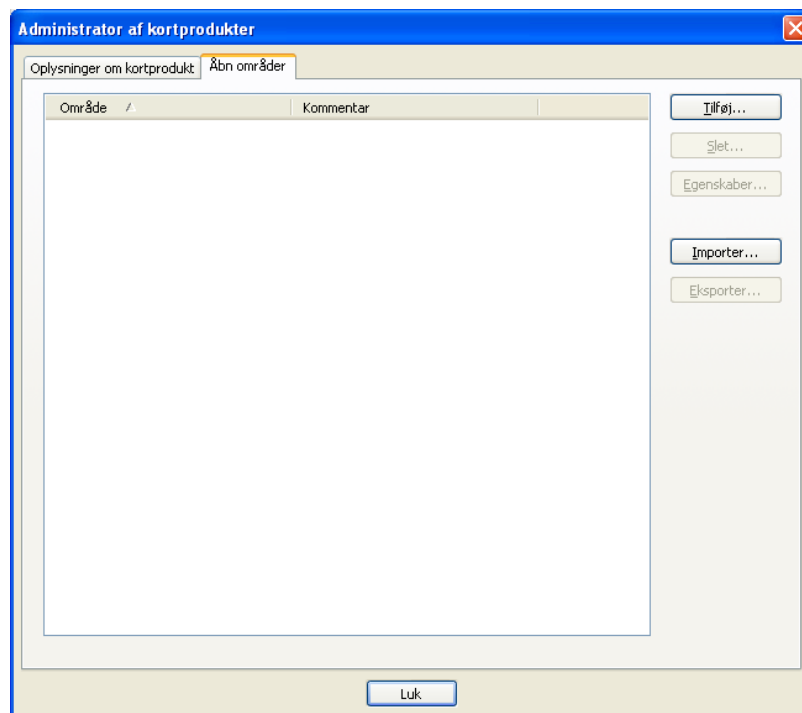 Administrator af kortprodukter
Oplysninger om kortprodukt Åbn områder
Område Kommentar
Tilføj...
Slet...
Egenskaber...
Importer...
Eksporter...
Luk